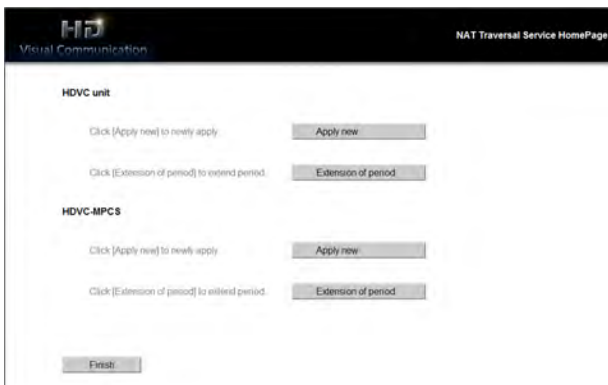 HD
Visual Communication
NAT Traversal Service HomePage
HDVC unit
Click [Apply new] to newly apply.
Apply new
Click [Extension of period] to extend period.
Extension of period
HDVC-MPCS
Click [Apply new] to newly apply.
Apply new
Click [Extension of period] to extend period.
Extension of period
Finish